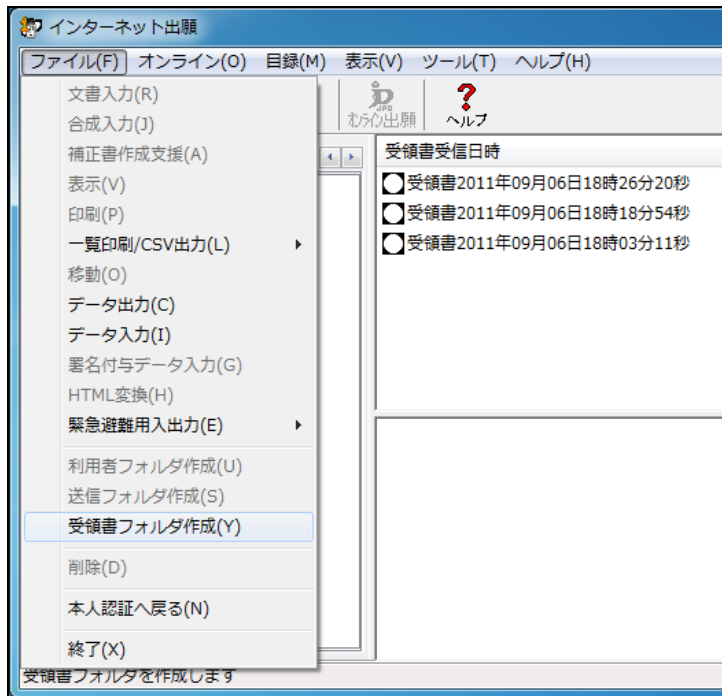 インターネット出願
ファイル(F) オンライン(O) 目録(M) 表示(V) ツール(T) ヘルプ(H)
文書入力(R)
合成入力(J)
補正書作成支援(A)
表示(V)
印刷(P)
一覧印刷/CSV出力(L)
移動(O)
データ出力(C)
データ入力(I)
署名付与データ入力(G)
HTML変換(H)
緊急避難用入出力(E)
利用者フォルダ作成(U)
送信フォルダ作成(S)
受領書フォルダ作成(Y)
削除(D)
本人認証へ戻る(N)
終了(X)
JPO
オンライン出願 ヘルプ
受領書受信日時
受領書2011年09月06日18時26分20秒
受領書2011年09月06日18時18分54秒
受領書2011年09月06日18時03分11秒
受領書フォルダを作成します